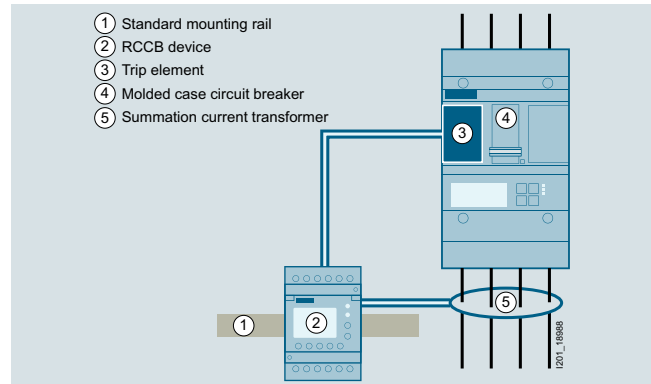 1 Standard mounting rail
2 RCCB device
3 Trip element
4 Molded case circuit breaker
5 Summation current transformer
3
4
5
1
2
I201_18988